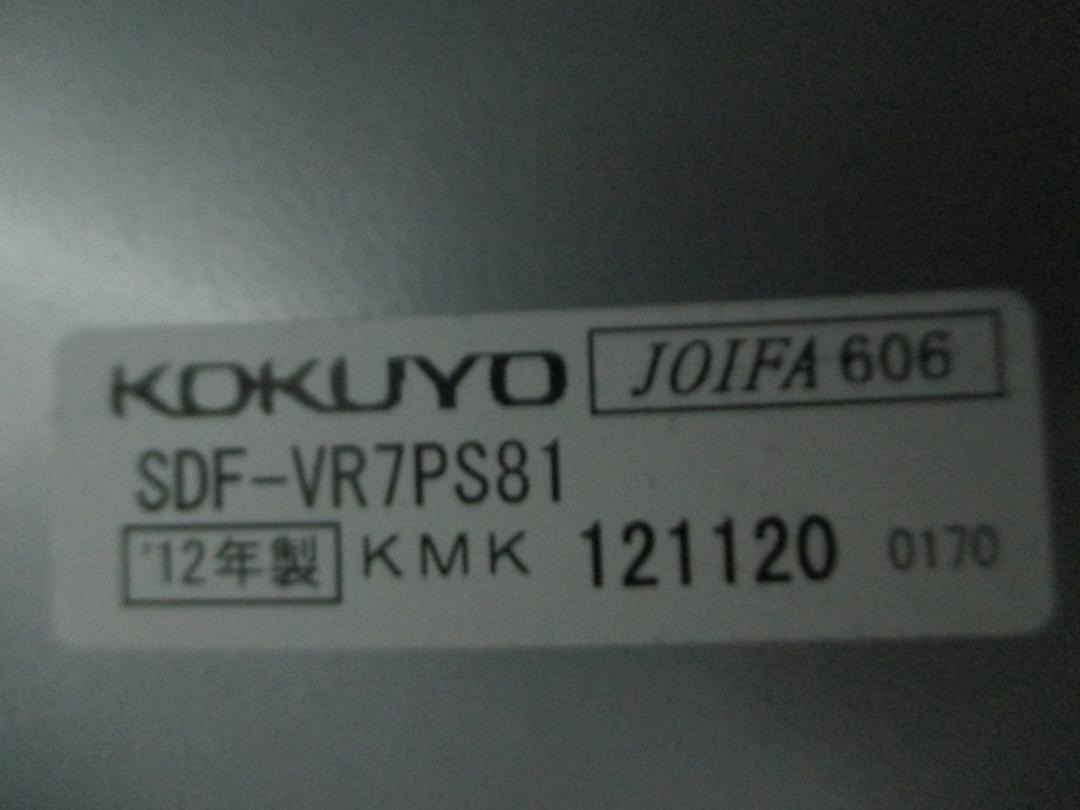 KOKUYO JOIFA 606
SDF-VR7PS81
'12年製 KMK 121120 0170